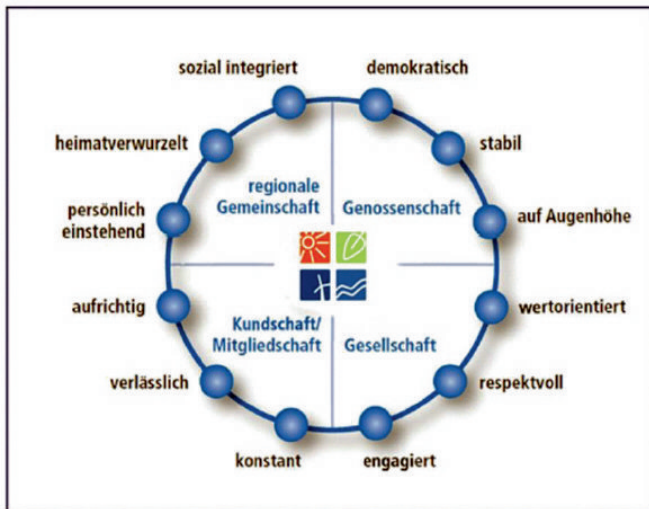 sozial integriert
demokratisch
heimatverwurzelt
stabil
regionale
Gemeinschaft
Genossenschaft
persönlich
einstehend
auf Augenhöhe
aufrichtig
wertorientiert
Kundschaft/
Mitgliedschaft
Gesellschaft
verlässlich
respektvoll
konstant
engagiert